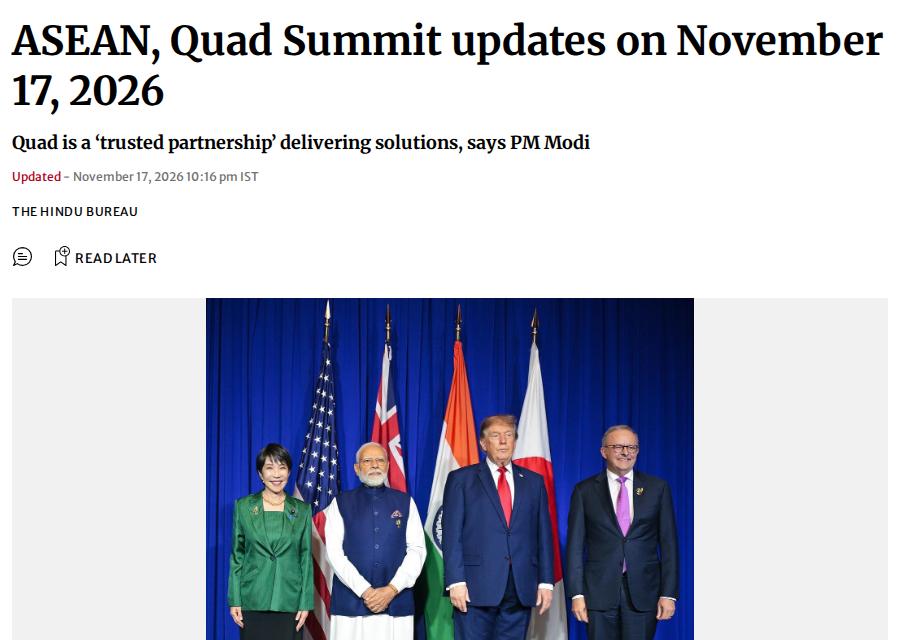 ASEAN, Quad Summit updates on November
17, 2026
Quad is a ‘trusted partnership’ delivering solutions, says PM Modi
Updated - November 17, 2026 10:16 pm IST
THE HINDU BUREAU
READ LATER